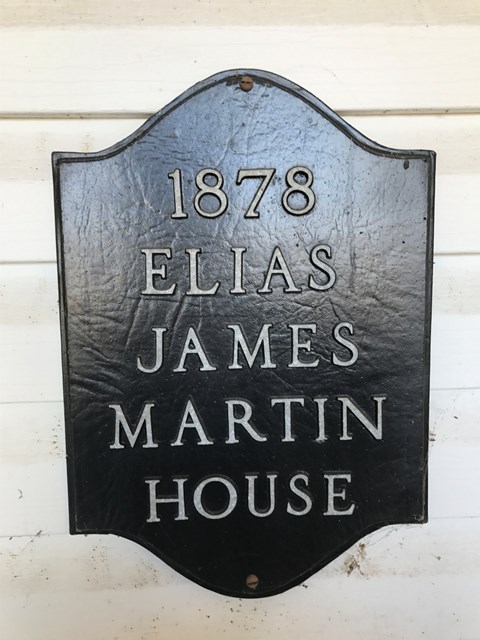 1878
ELIAS
JAMES
MARTIN
HOUSE